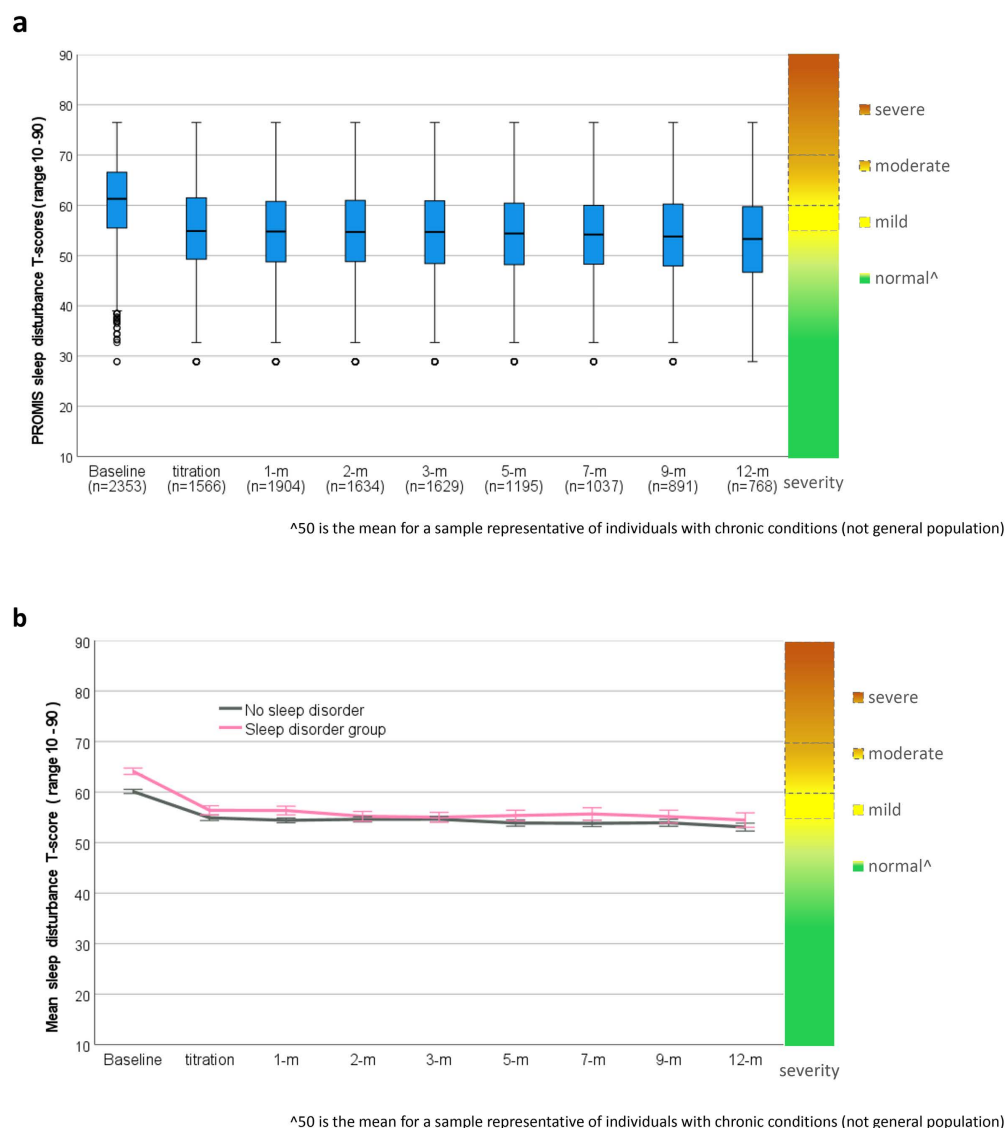 a
PROMIS sleep disturbance T-scores (range 10-90)
90
80
70
60
50
40
30
20
10
Baseline titration 1-m 2-m 3-m 5-m 7-m 9-m 12-m
(n=2353) (n=1566) (n=1904) (n=1634) (n=1629) (n=1195) (n=1037) (n=891) (n=768)
severity
severe
moderate
mild
normal^
^50 is the mean for a sample representative of individuals with chronic conditions (not general population)
b
Mean sleep disturbance T-score (range 10-90)
90
80
70
60
50
40
30
20
10
No sleep disorder
Sleep disorder group
Baseline titration 1-m 2-m 3-m 5-m 7-m 9-m 12-m
severity
severe
moderate
mild
normal^
^50 is the mean for a sample representative of individuals with chronic conditions (not general population)